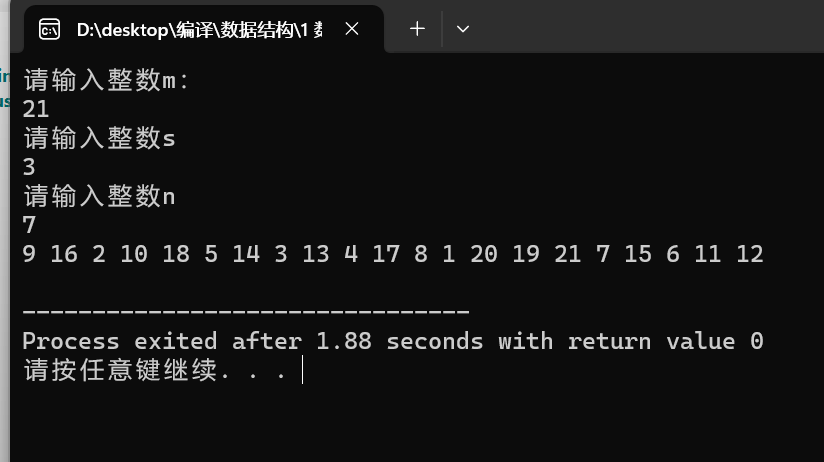 D:\desktop\编译\数据结构\1 数
请输入整数m:
21
请输入整数s
3
请输入整数n
7
9 16 2 10 18 5 14 3 13 4 17 8 1 20 19 21 7 15 6 11 12
--------------------------------
Process exited after 1.88 seconds with return value 0
请按任意键继续. . .